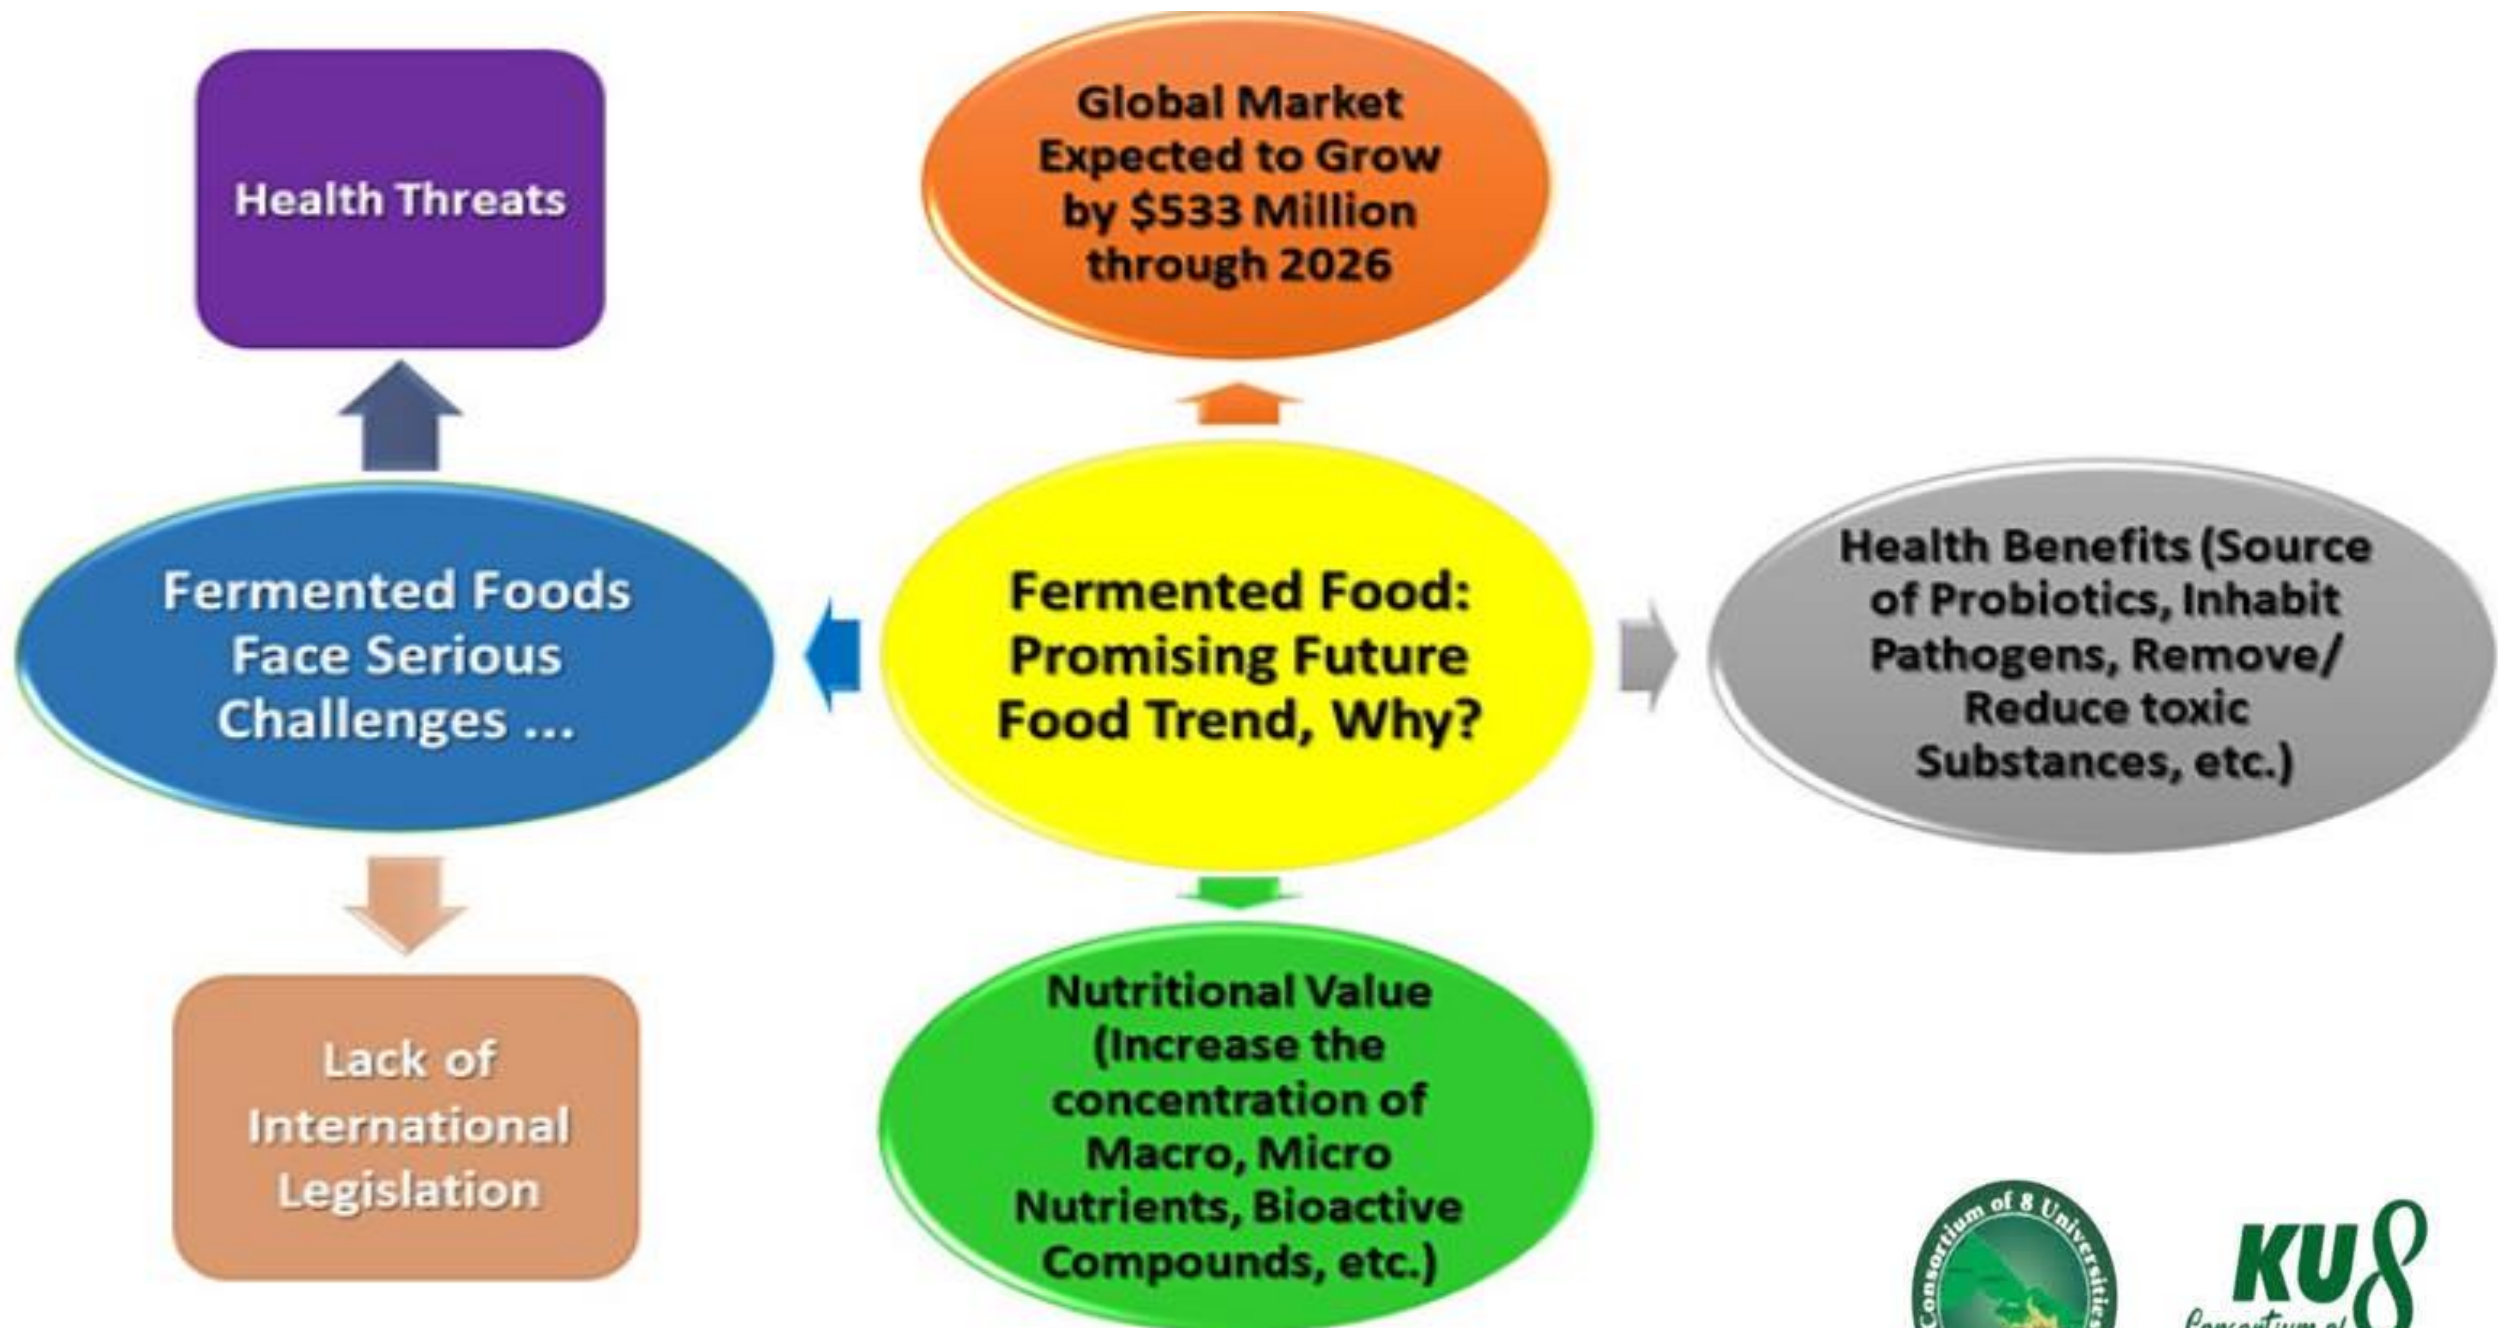 Health Threats
Global Market
Expected to Grow
by $533 Million
through 2026
Fermented Foods
Face Serious
Challenges ...
Fermented Food:
Promising Future
Food Trend, Why?
Health Benefits (Source
of Probiotics, Inhabit
Pathogens, Remove/
Reduce toxic
Substances, etc.)
Lack of
International
Legislation
Nutritional Value
(Increase the
concentration of
Macro, Micro
Nutrients, Bioactive
Compounds, etc.)
Consortium of 8 Universities
KU8
Consortium of